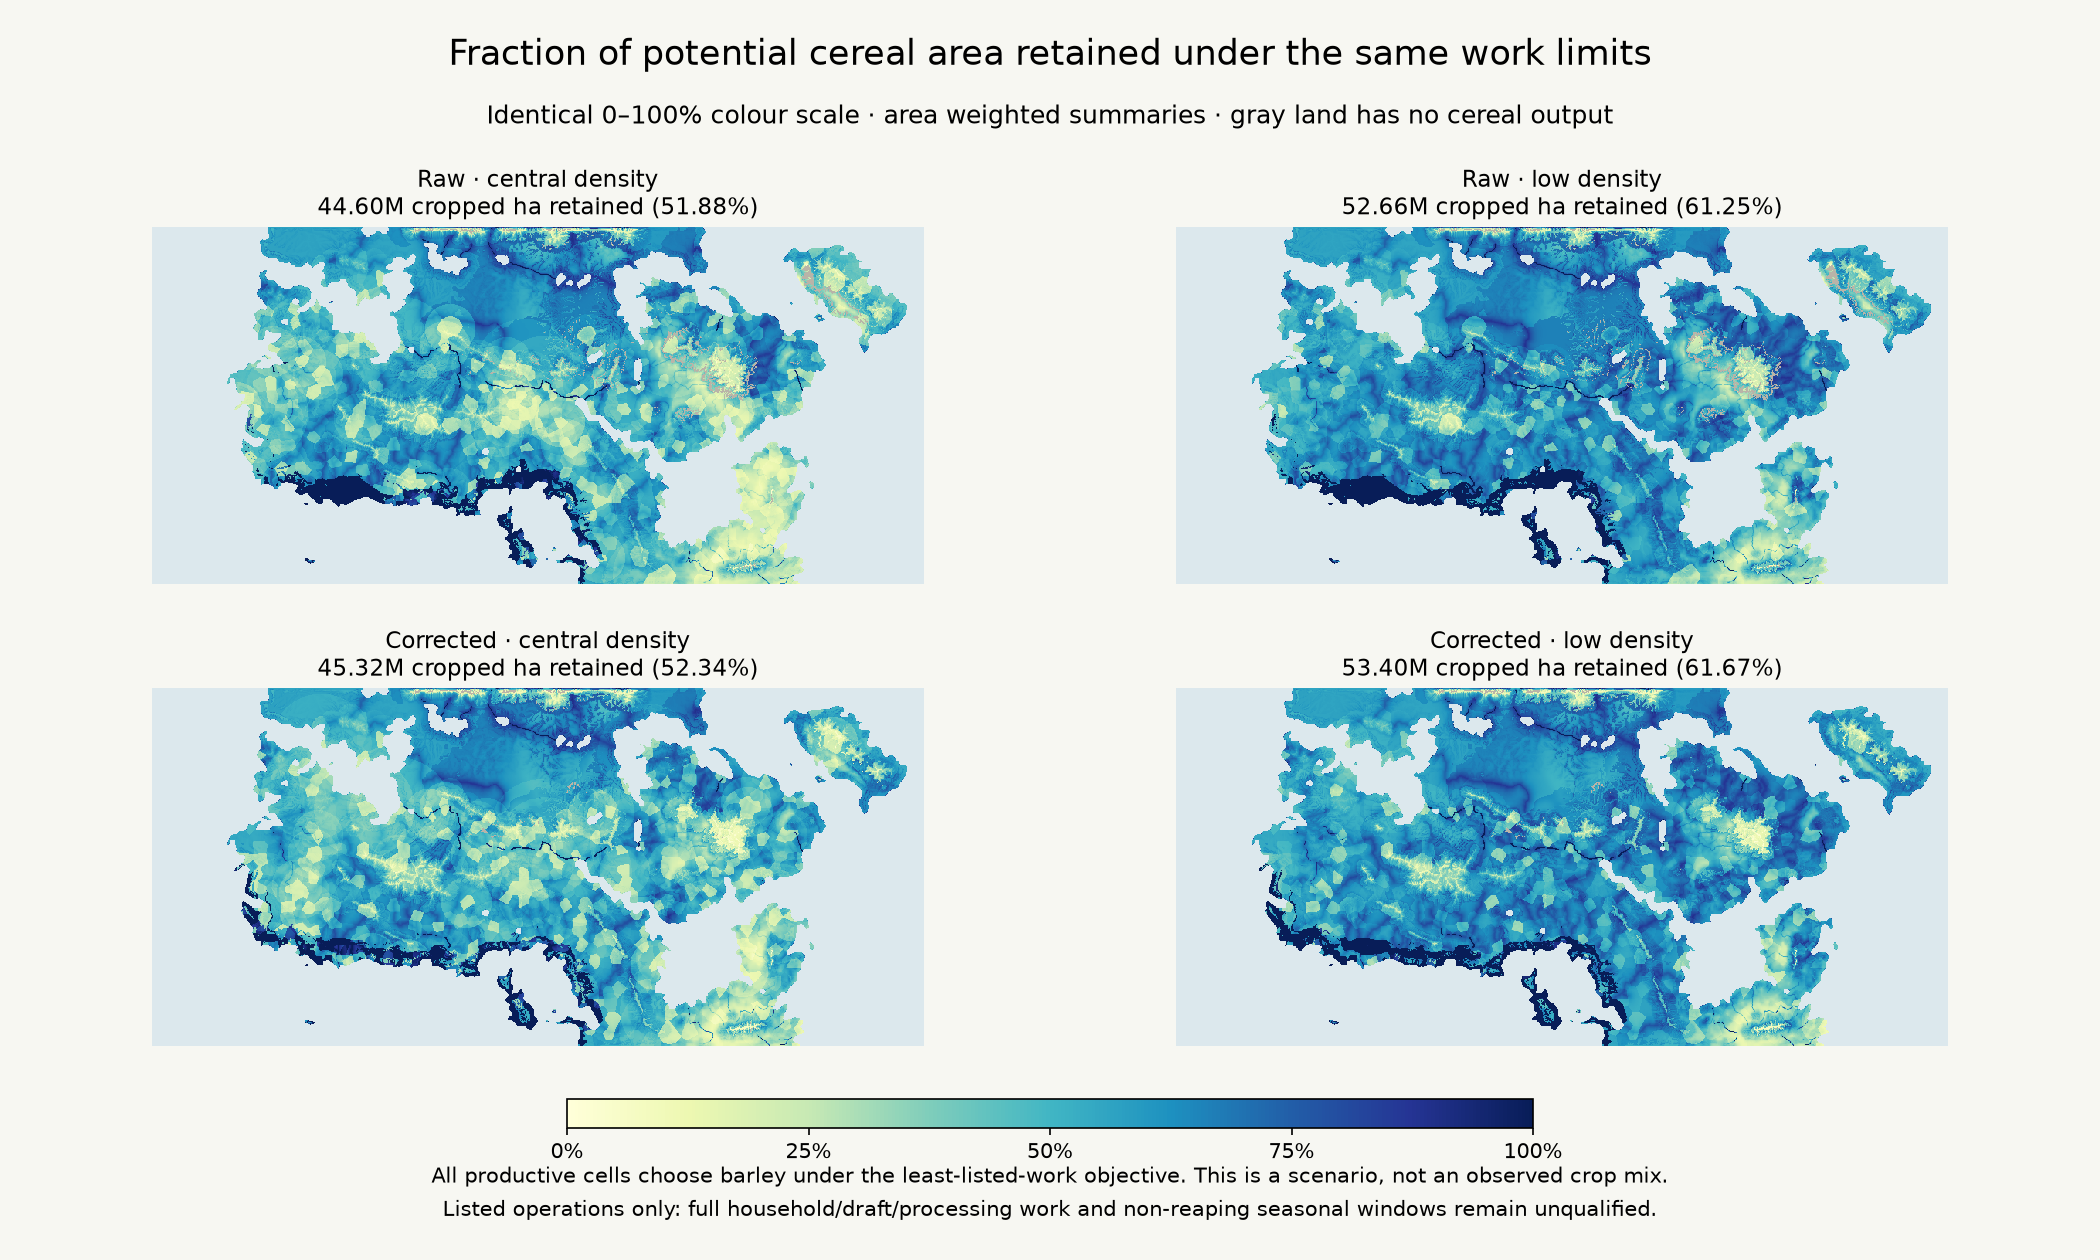 Fraction of potential cereal area retained under the same work limits
Identical 0–100% colour scale · area weighted summaries · gray land has no cereal output
Raw · central density
44.60M cropped ha retained (51.88%)
Raw · low density
52.66M cropped ha retained (61.25%)
Corrected · central density
45.32M cropped ha retained (52.34%)
Corrected · low density
53.40M cropped ha retained (61.67%)
0% 25% 50% 75% 100%
All productive cells choose barley under the least-listed-work objective. This is a scenario, not an observed crop mix.
Listed operations only: full household/draft/processing work and non-reaping seasonal windows remain unqualified.